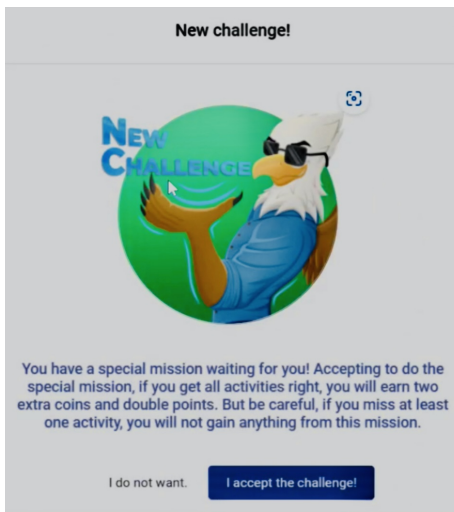 New challenge!
NEW
CHALLENGE
You have a special mission waiting for you! Accepting to do the
special mission, if you get all activities right, you will earn two
extra coins and double points. But be careful, if you miss at least
one activity, you will not gain anything from this mission.
I do not want. I accept the challenge!